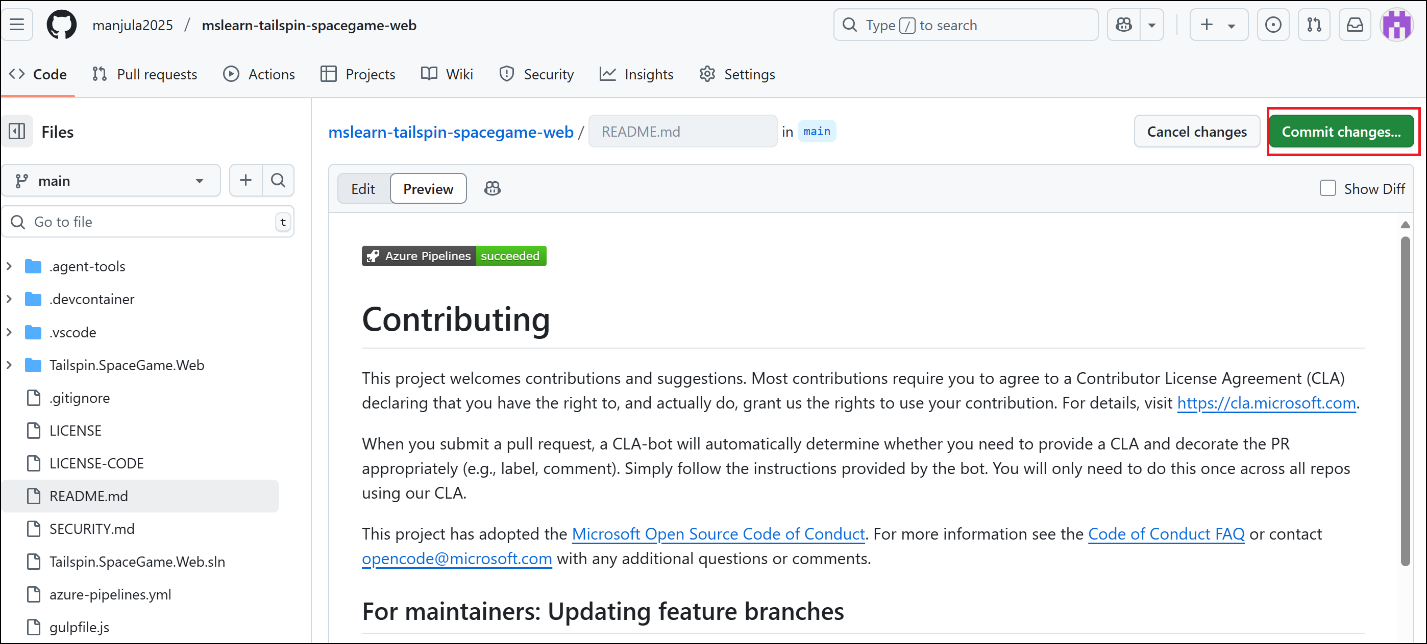 manjula2025 / mslearn-tailspin-spacegame-web
Type / to search
Code Pull requests Actions Projects Wiki Security Insights Settings
Files
main
Go to file t
.agent-tools
.devcontainer
.vscode
Tailspin.SpaceGame.Web
.gitignore
LICENSE
LICENSE-CODE
README.md
SECURITY.md
Tailspin.SpaceGame.Web.sln
azure-pipelines.yml
gulpfile.js
mslearn-tailspin-spacegame-web / README.md in main
Cancel changes Commit changes...
Edit Preview Show Diff
Azure Pipelines succeeded
Contributing
This project welcomes contributions and suggestions. Most contributions require you to agree to a Contributor License Agreement (CLA)
declaring that you have the right to, and actually do, grant us the rights to use your contribution. For details, visit https://cla.microsoft.com.
When you submit a pull request, a CLA-bot will automatically determine whether you need to provide a CLA and decorate the PR
appropriately (e.g., label, comment). Simply follow the instructions provided by the bot. You will only need to do this once across all repos
using our CLA.
This project has adopted the Microsoft Open Source Code of Conduct. For more information see the Code of Conduct FAQ or contact
opencode@microsoft.com with any additional questions or comments.
For maintainers: Updating feature branches